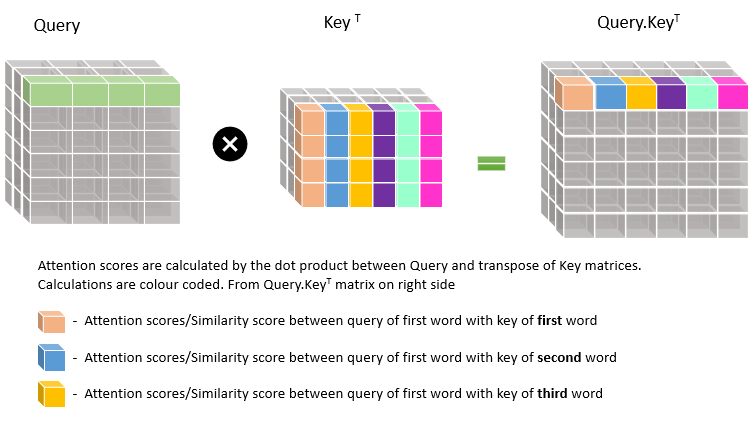 Query
Key T
Query.KeyT
Attention scores are calculated by the dot product between Query and transpose of Key matrices.
Calculations are colour coded. From Query.KeyT matrix on right side
- Attention scores/Similarity score between query of first word with key of first word
- Attention scores/Similarity score between query of first word with key of second word
- Attention scores/Similarity score between query of first word with key of third word